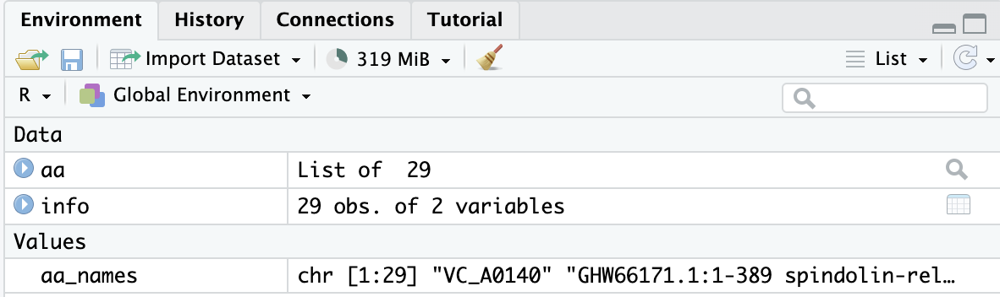 Environment History Connections Tutorial
Import Dataset 319 MiB List
R Global Environment
Data
aa List of  29
info 29 obs. of 2 variables
Values
aa_names chr [1:29] "VC_A0140" "GHW66171.1:1-389 spindolin-rel…